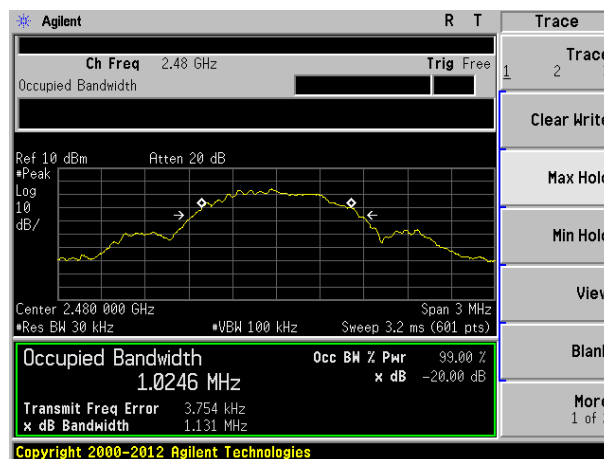 Agilent R T Trace
Ch Freq 2.48 GHz Trig Free
Occupied Bandwidth
Trace
1 2
Clear Write
Max Hold
Min Hold
View
Blank
More
1 of
Ref 10 dBm Atten 20 dB
#Peak
Log
10
dB/
Center 2.480 000 GHz Span 3 MHz
#Res BW 30 kHz #VBW 100 kHz Sweep 3.2 ms (601 pts)
Occupied Bandwidth Occ BW % Pwr 99.00 %
1.0246 MHz x dB -20.00 dB
Transmit Freq Error 3.754 kHz
x dB Bandwidth 1.131 MHz
Copyright 2000-2012 Agilent Technologies